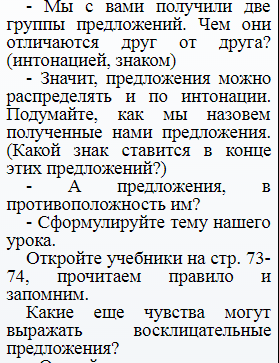 - Мы с вами получили две
группы предложений. Чем они
отличаются друг от друга?
(интонацией, знаком)
- Значит, предложения можно
распределять и по интонации.
Подумайте, как мы назовем
полученные нами предложения.
(Какой знак ставится в конце
этих предложений?)
- А предложения, в
противоположность им?
- Сформулируйте тему нашего
урока.
Откройте учебники на стр. 73-
74, прочитаем правило и
запомним.
Какие еще чувства могут
выражать восклицательные
предложения?